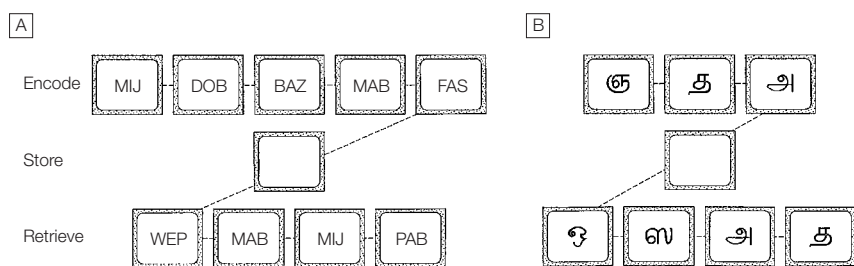 A B
Encode MIJ DOB BAZ MAB FAS ஞ த அ
Store
Retrieve WEP MAB MIJ PAB ஒ ஸ அ த